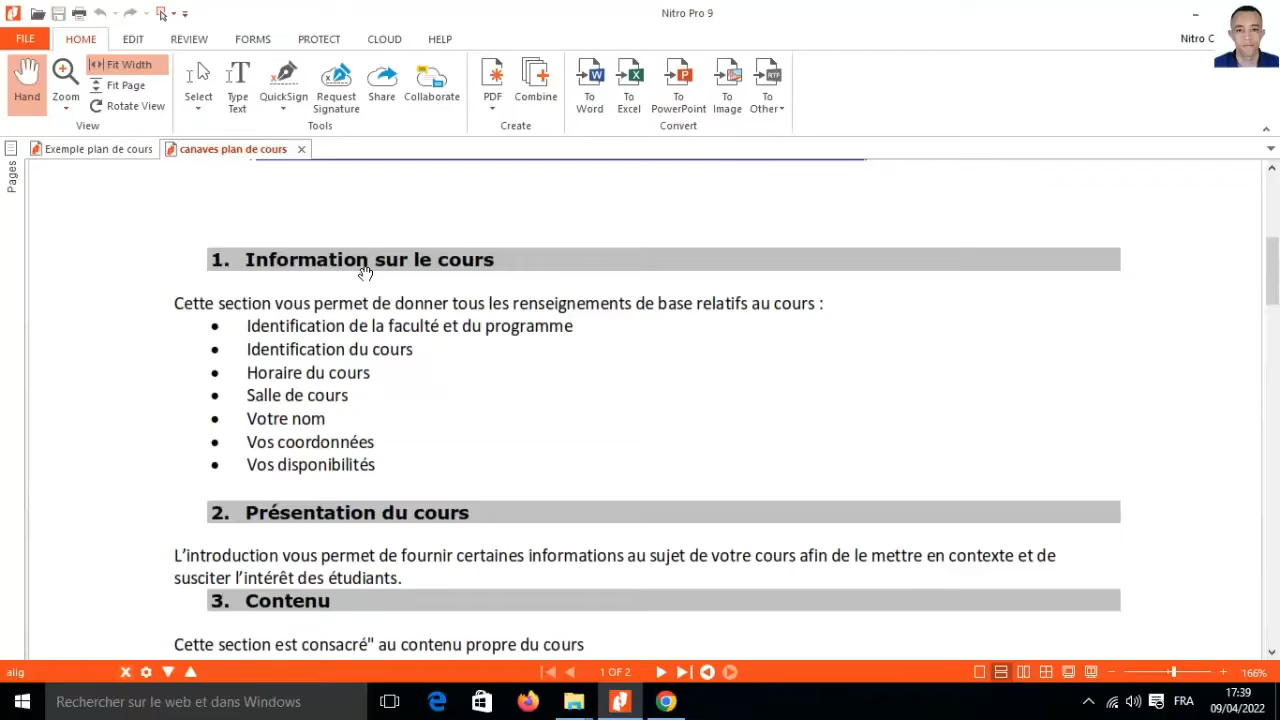 Nitro Pro 9
FILE HOME EDIT REVIEW FORMS PROTECT CLOUD HELP
Nitro C
Hand
Zoom
Fit Width
Fit Page
Rotate View
View
Select
Type Text
QuickSign
Request Signature
Share
Collaborate
Tools
PDF
Combine
Create
To Word
To Excel
To PowerPoint
To Image
To Other
Convert
Exemple plan de cours
canaves plan de cours
Pages
1. Information sur le cours
Cette section vous permet de donner tous les renseignements de base relatifs au cours :
• Identification de la faculté et du programme
• Identification du cours
• Horaire du cours
• Salle de cours
• Votre nom
• Vos coordonnées
• Vos disponibilités
2. Présentation du cours
L'introduction vous permet de fournir certaines informations au sujet de votre cours afin de le mettre en contexte et de
susciter l'intérêt des étudiants.
3. Contenu
Cette section est consacré" au contenu propre du cours
alig
1 OF 2
166%
Rechercher sur le web et dans Windows
FRA
17:39
09/04/2022